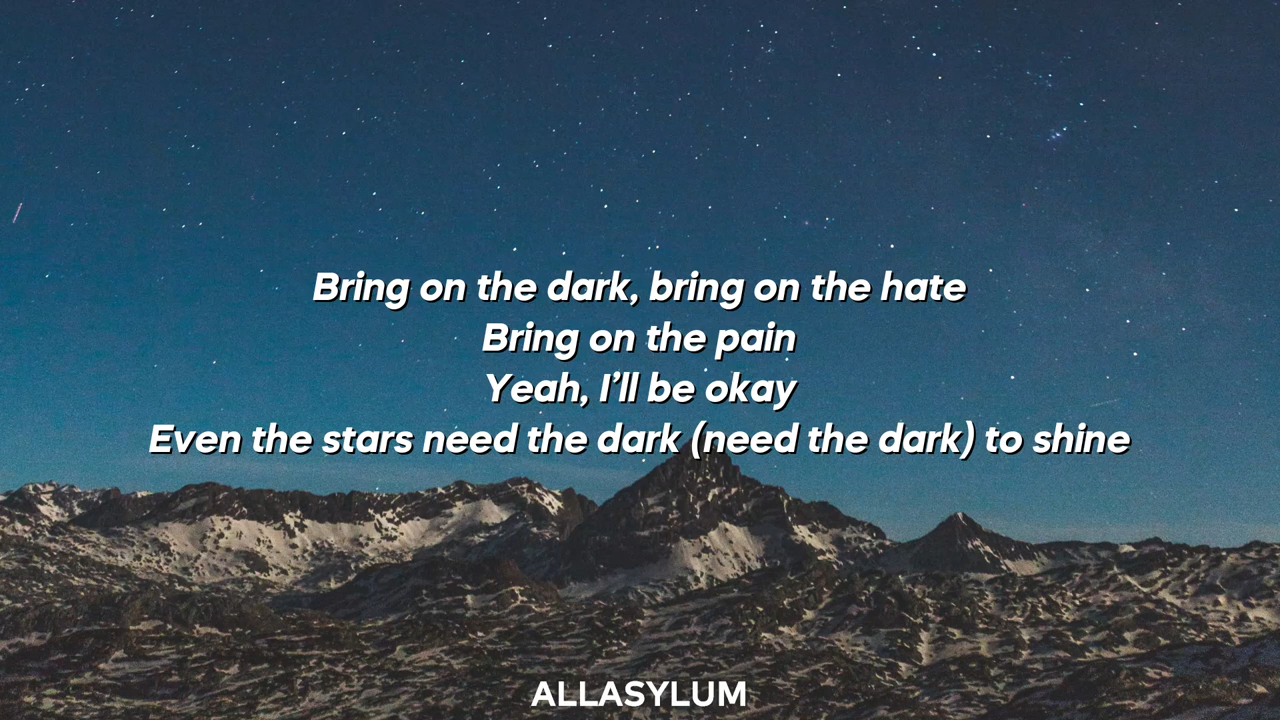 Bring on the dark, bring on the hate
Bring on the pain
Yeah, I’ll be okay
Even the stars need the dark (need the dark) to shine
ALLASYLUM